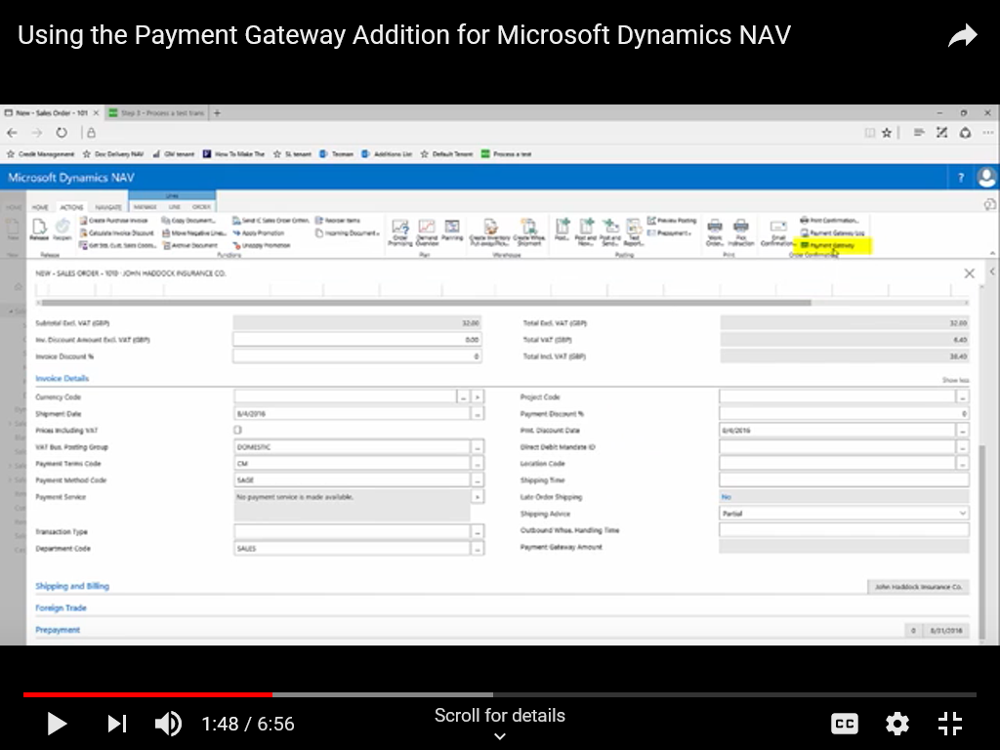 Using the Payment Gateway Addition for Microsoft Dynamics NAV
New - Sales Order - 101
Step 3 - Process a test trans
Credit Management
Doc Delivery NAV
GM tenant
How To Make The
SL tenant
Tecman
Additions List
Default Tenant
Process a test
Microsoft Dynamics NAV
?
LINES
HOME
HOME
ACTIONS
NAVIGATE
MANAGE
LINE
ORDER
New
Release
Reopen
Create Purchase Invoice
Calculate Invoice Discount
Get Std. Cust. Sales Codes...
Copy Document...
Move Negative Lines...
Archive Document
Send IC Sales Order Cnfmn.
Apply Promotion
Unapply Promotion
Reorder Items
Incoming Document
Order Promising
Demand Overview
Planning
Create Inventory Put-away/Pick...
Create Whse. Shipment
Post...
Post and New...
Post and Send...
Test Report...
Preview Posting
Prepayment
Work Order...
Pick Instruction
Email Confirmation...
Print Confirmation...
Payment Gateway Log
Payment Gateway
New
Release
Functions
Plan
Warehouse
Posting
Print
Order Confirmation
NEW - SALES ORDER - 1019 · JOHN HADDOCK INSURANCE CO.
Subtotal Excl. VAT (GBP) 32.00
Total Excl. VAT (GBP) 32.00
Inv. Discount Amount Excl. VAT (GBP) 0.00
Total VAT (GBP) 6.40
Invoice Discount % 0
Total Incl. VAT (GBP) 38.40
Invoice Details
Show less
Currency Code
Project Code
Shipment Date 8/4/2016
Payment Discount % 0
Prices Including VAT
Pmt. Discount Date 8/4/2016
VAT Bus. Posting Group DOMESTIC
Direct Debit Mandate ID
Payment Terms Code CM
Location Code
Payment Method Code SAGE
Shipping Time
Payment Service No payment service is made available.
Late Order Shipping No
Shipping Advice Partial
Transaction Type
Outbound Whse. Handling Time
Department Code SALES
Payment Gateway Amount
Shipping and Billing
John Haddock Insurance Co.
Foreign Trade
Prepayment
0
8/31/2016
1:48 / 6:56
Scroll for details
CC